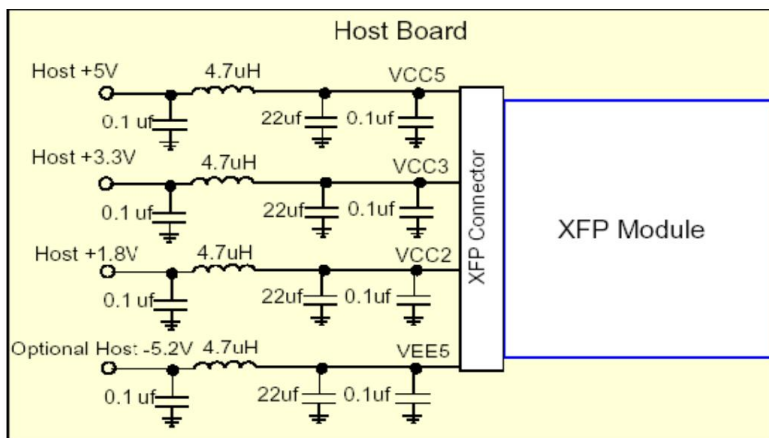 Host Board
Host +5V
4.7uH
VCC5
0.1 uf
22uf
0.1uf
Host +3.3V
4.7uH
VCC3
0.1 uf
22uf
0.1uf
Host +1.8V
4.7uH
VCC2
0.1 uf
22uf
0.1uf
Optional Host -5.2V
4.7uH
VEE5
0.1 uf
22uf
0.1uf
XFP Connector
XFP Module